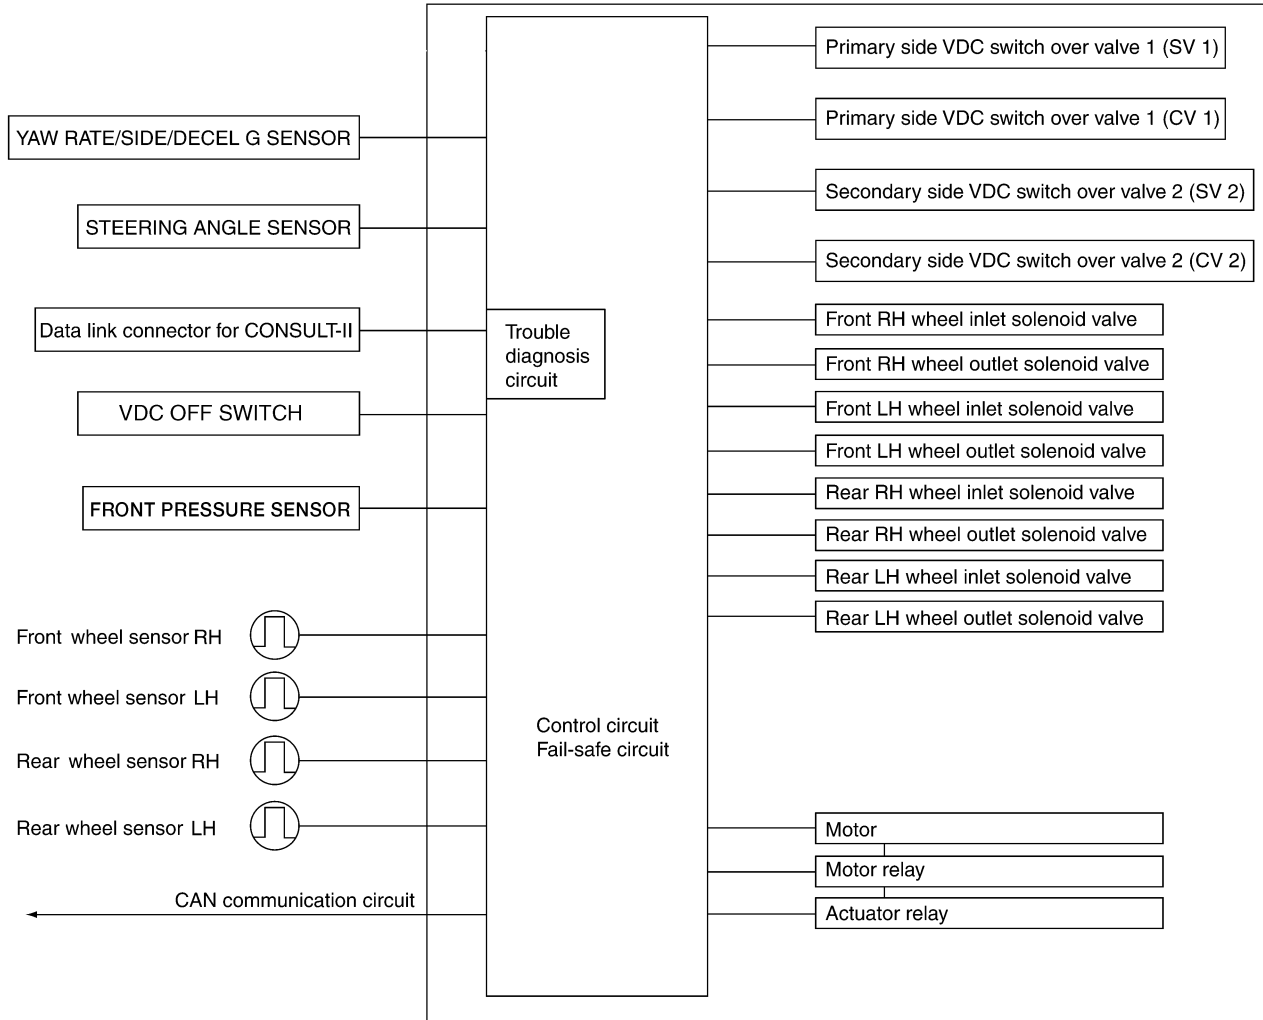 YAW RATE/SIDE/DECEL G SENSOR
STEERING ANGLE SENSOR
Data link connector for CONSULT-II
VDC OFF SWITCH
FRONT PRESSURE SENSOR
Front wheel sensor RH
Front wheel sensor LH
Rear wheel sensor RH
Rear wheel sensor LH
CAN communication circuit
Trouble
diagnosis
circuit
Control circuit
Fail-safe circuit
Primary side VDC switch over valve 1 (SV 1)
Primary side VDC switch over valve 1 (CV 1)
Secondary side VDC switch over valve 2 (SV 2)
Secondary side VDC switch over valve 2 (CV 2)
Front RH wheel inlet solenoid valve
Front RH wheel outlet solenoid valve
Front LH wheel inlet solenoid valve
Front LH wheel outlet solenoid valve
Rear RH wheel inlet solenoid valve
Rear RH wheel outlet solenoid valve
Rear LH wheel inlet solenoid valve
Rear LH wheel outlet solenoid valve
Motor
Motor relay
Actuator relay